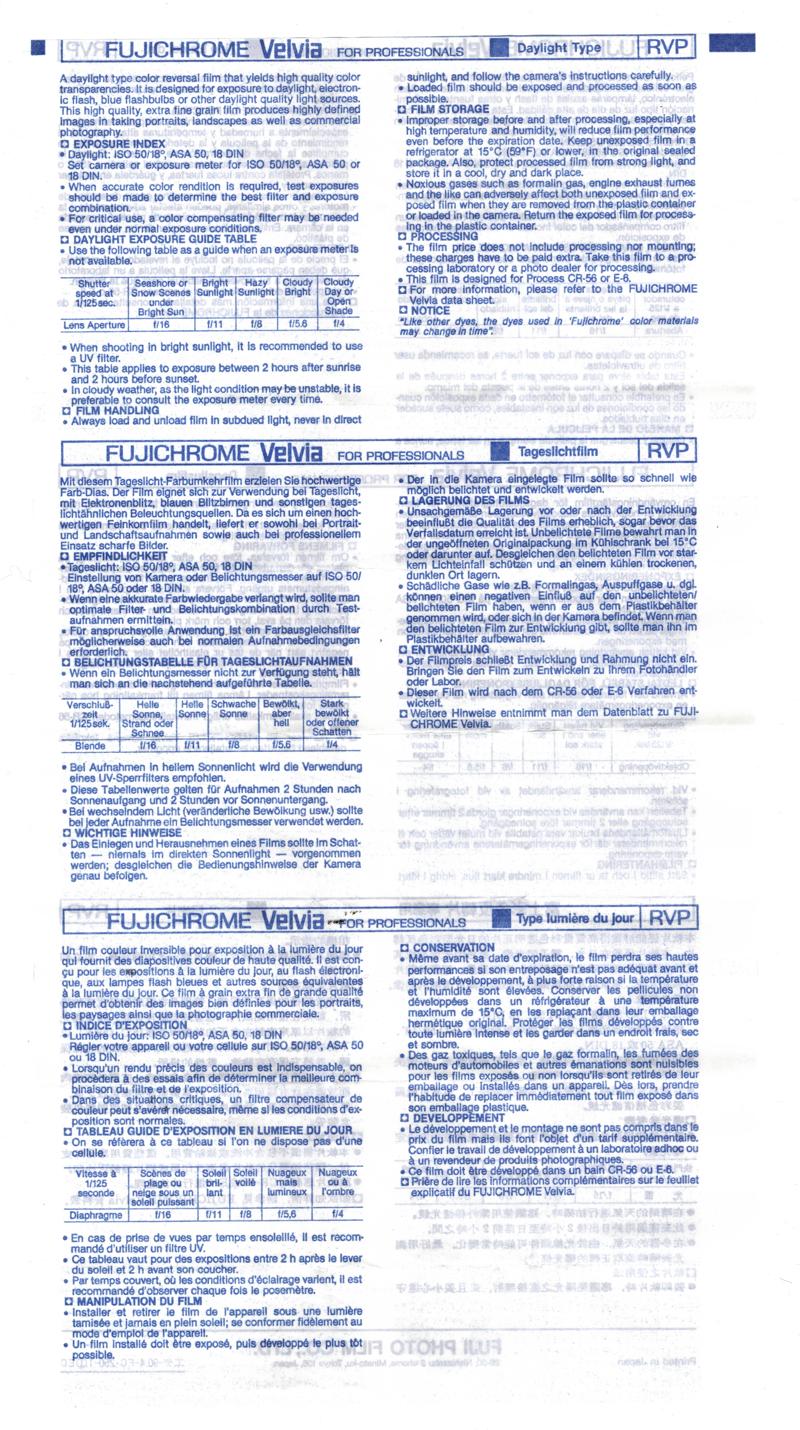 FUJICHROME Velvia FOR PROFESSIONALS Daylight Type RVP
A daylight type color reversal film that yields high quality color
transparencies. It is designed for exposure to daylight, electron-
ic flash, blue flashbulbs or other daylight quality light sources.
This high quality, extra fine grain film produces highly defined
images in taking portraits, landscapes as well as commercial
photography.
EXPOSURE INDEX
• Daylight: ISO 50/18°, ASA 50, 18 DIN
Set camera or exposure meter for ISO 50/18°, ASA 50 or
18 DIN.
• When accurate color rendition is required, test exposures
should be made to determine the best filter and exposure
combination.
• For critical use, a color compensating filter may be needed
even under normal exposure conditions.
DAYLIGHT EXPOSURE GUIDE TABLE
• Use the following table as a guide when an exposure meter is
not available.
Shutter speed at 1/125 sec. Seashore or Snow Scenes under Bright Sun Bright Sunlight Hazy Sunlight Cloudy Bright Cloudy Day or Open Shade
Lens Aperture f/16 f/11 f/8 f/5.6 f/4
• When shooting in bright sunlight, it is recommended to use
a UV filter.
• This table applies to exposure between 2 hours after sunrise
and 2 hours before sunset.
• In cloudy weather, as the light condition may be unstable, it is
preferable to consult the exposure meter every time.
FILM HANDLING
• Always load and unload film in subdued light, never in direct
sunlight, and follow the camera's instructions carefully.
• Loaded film should be exposed and processed as soon as
possible.
FILM STORAGE
• Improper storage before and after processing, especially at
high temperature and humidity, will reduce film performance
even before the expiration date. Keep unexposed film in a
refrigerator at 15°C (59°F) or lower, in the original sealed
package. Also, protect processed film from strong light, and
store it in a cool, dry and dark place.
• Noxious gases such as formalin gas, engine exhaust fumes
and the like can adversely affect both unexposed film and ex-
posed film when they are removed from the plastic container
or loaded in the camera. Return the exposed film for process-
ing in the plastic container.
PROCESSING
• The film price does not include processing nor mounting;
these charges have to be paid extra. Take this film to a pro-
cessing laboratory or a photo dealer for processing.
• This film is designed for Process CR-56 or E-6.
For more information, please refer to the FUJICHROME
Velvia data sheet.
NOTICE
"Like other dyes, the dyes used in 'Fujichrome' color materials
may change in time".
FUJICHROME Velvia FOR PROFESSIONALS Tageslichtfilm RVP
Mit diesem Tageslicht-Farbumkehrfilm erzielen Sie hochwertige
Farb-Dias. Der Film eignet sich zur Verwendung bei Tageslicht,
mit Elektronenblitz, blauen Blitzbirnen und sonstigen tages-
lichtähnlichen Beleuchtungsquellen. Da es sich un einen hoch-
wertigen Feinkornfilm handelt, liefert er sowohl bei Portrait-
und Landschaftsaufnahmen sowie auch bei professionellem
Einsatz scharfe Bilder.
EMPFINDLICHKEIT
• Tageslicht: ISO 50/18°, ASA 50, 18 DIN
Einstellung von Kamera oder Belichtungsmesser auf ISO 50/
18°, ASA 50 oder 18 DIN.
• Wenn eine akkurate Farbwiedergabe verlangt wird, sollte man
optimale Filter- und Belichtungskombination durch Test-
aufnahmen ermitteln.
• Für anspruchsvolle Anwendung ist ein Farbausgleichsfilter
möglicherweise auch bei normalen Aufnahmebedingungen
erforderlich.
BELICHTUNGSTABELLE FÜR TAGESLICHTAUFNAHMEN
• Wenn ein Belichtungsmesser nicht zur Verfügung steht, hält
man sich an die nachstehend aufgeführte Tabelle.
Verschluß-zeit 1/125 sek. Helle Sonne, Strand oder Schnee Helle Sonne Schwache Sonne Bewölkt, aber hell Stark bewölkt oder offener Schatten
Blende f/16 f/11 f/8 f/5.6 f/4
• Bei Aufnahmen in hellem Sonnenlicht wird die Verwendung
eines UV-Sperrfilters empfohlen.
• Diese Tabellenwerte gelten für Aufnahmen 2 Stunden nach
Sonnenaufgang und 2 Stunden vor Sonnenuntergang.
• Bei wechselndem Licht (veränderliche Bewölkung usw.) sollte
bei jeder Aufnahme ein Belichtungsmesser verwendet werden.
WICHTIGE HINWEISE
• Das Einlegen und Herausnehmen eines Films sollte im Schat-
ten — niemals im direkten Sonnenlight — vorgenommen
werden; desgleichen die Bedienungshinweise der Kamera
genau befolgen.
• Der in die Kamera eingelegte Film sollte so schnell wie
möglich belichtet und entwickelt werden.
LAGERUNG DES FILMS
• Unsachgemäße Lagerung vor oder nach der Entwicklung
beeinflußt die Qualität des Films erheblich, sogar bevor das
Verfalsdatum erreicht ist. Unbelichtete Filme bewahrt man in
der ungeöffneten Originalpackung im Kühlschrank bei 15°C
oder darunter auf. Desgleichen den belichteten Film vor star-
kem Lichteinfall schützen und an einem kühlen trockenen,
dunklen Ort lagern.
• Schädliche Gase wie z.B. Formalingas, Auspuffgase u. dgl.
können einen negativen Einfluß auf den unbelichteten/
belichteten Film haben, wenn er aus dem Plastikbehälter
genommen wird, oder sich in der Kamera befindet. Wenn man
den belichteten Film zur Entwicklung gibt, sollte man ihn im
Plastikbehälter aufbewahren.
ENTWICKLUNG
• Der Filmpreis schließt Entwicklung und Rahmung nicht ein.
Bringen Sie den Film zum Entwickeln zu Ihrem Fotohändler
oder Labor.
• Dieser Film wird nach dem CR-56 oder E-6 Verfahren ent-
wickelt.
Weitere Hinweise entnimmt man dem Datenblatt zu FUJI-
CHROME Velvia.
FUJICHROME Velvia FOR PROFESSIONALS Type lumière du jour RVP
Un film couleur inversible pour exposition à la lumière du jour
qui fournit des diapositives couleur de haute qualité. Il est con-
çu pour les expositions à la lumière du jour, au flash électroni-
que, aux lampes flash bleues et autres sources équivalentes
à la lumière du jour. Ce film à grain extra fin de grande qualité
permet d'obtenir des images bien définies pour les portraits,
les paysages ainsi que la photographie commerciale.
INDICE D'EXPOSITION
• Lumière du jour: ISO 50/18°, ASA 50, 18 DIN
Régler votre appareil ou votre cellule sur ISO 50/18°, ASA 50
ou 18 DIN.
• Lorsqu'un rendu précis des couleurs est indispensable, on
procèdera à des essais afin de déterminer la meilleure com-
binaison du filtre et de l'exposition.
• Dans des situations critiques, un filtre compensateur de
couleur peut s'avérer nécessaire, même si les conditions d'ex-
position sont normales.
TABLEAU GUIDE D'EXPOSITION EN LUMIERE DU JOUR
• On se référera à ce tableau si l'on ne dispose pas d'une
cellule.
Vitesse à 1/125 seconde Scènes de plage ou neige sous un soleil puissant Soleil bril-lant Soleil voilé Nuageux mais lumineux Nuageux ou à l'ombre
Diaphragme f/16 f/11 f/8 f/5,6 f/4
• En cas de prise de vues par temps ensoleillé, il est recom-
mandé d'utiliser un filtre UV.
• Ce tableau vaut pour des expositions entre 2 h après le lever
du soleil et 2 h avant son coucher.
• Par temps couvert, où les conditions d'éclairage varient, il est
recommandé d'observer chaque fois le posemètre.
MANIPULATION DU FILM
• Installer et retirer le film de l'appareil sous une lumière
tamisée et jamais en plein soleil; se conformer fidèlement au
mode d'emploi de l'appareil.
• Un film installé doit être exposé, puis développé le plus tôt
possible.
CONSERVATION
• Même avant sa date d'expiration, le film perdra ses hautes
performances si son entreposage n'est pas adéquat avant et
après le développement, à plus forte raison si la température
et l'humidité sont élevées. Conserver les pellicules non
développées dans un réfrigérateur à une température
maximum de 15°C, en les replaçant dans leur emballage
hermétique original. Protéger les films développés contre
toute lumière intense et les garder dans un endroit frais, sec
et sombre.
• Des gaz toxiques, tels que le gaz formalin, les fumées des
moteurs d'automobiles et autres émanations sont nuisibles
pour les films exposés ou non lorsqu'ils sont retirés de leur
emballage ou installés dans un appareil. Dès lors, prendre
l'habitude de replacer immédiatement tout film exposé dans
son emballage plastique.
DEVELOPPEMENT
• Le développement et le montage ne sont pas compris dans le
prix du film mais ils font l'objet d'un tarif supplémentaire.
Confier le travail de développement à un laboratoire adhoc ou
à un revendeur de produits photographiques.
• Ce film doit être développé dans un bain CR-56 ou E-6.
Prière de lire les informations complémentaires sur le feuillet
explicatif du FUJICHROME Velvia.